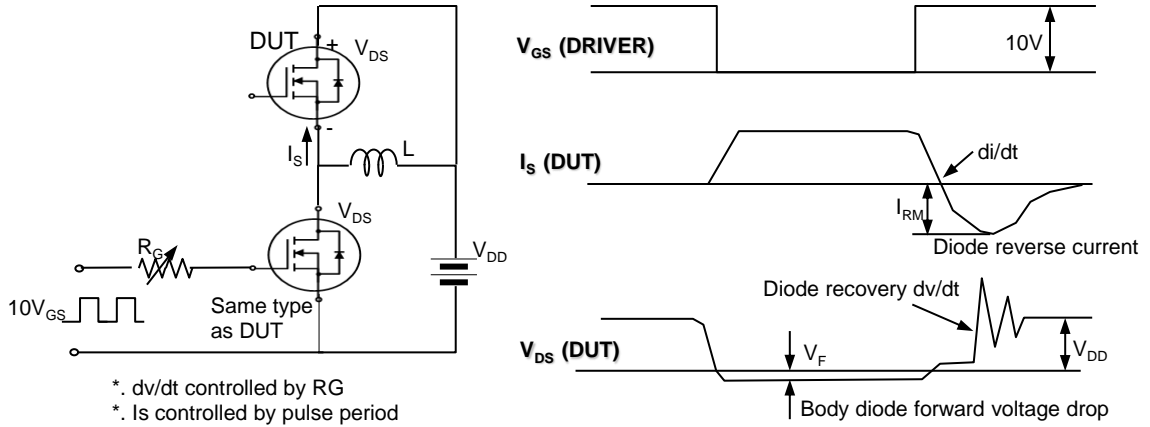 DUT
+
V_DS
-
I_S
L
V_DS
R_G
V_DD
10V_GS
Same type
as DUT
*. dv/dt controlled by RG
*. Is controlled by pulse period
V_GS (DRIVER)
10V
I_S (DUT)
di/dt
I_RM
Diode reverse current
Diode recovery dv/dt
V_DS (DUT)
V_F
V_DD
Body diode forward voltage drop